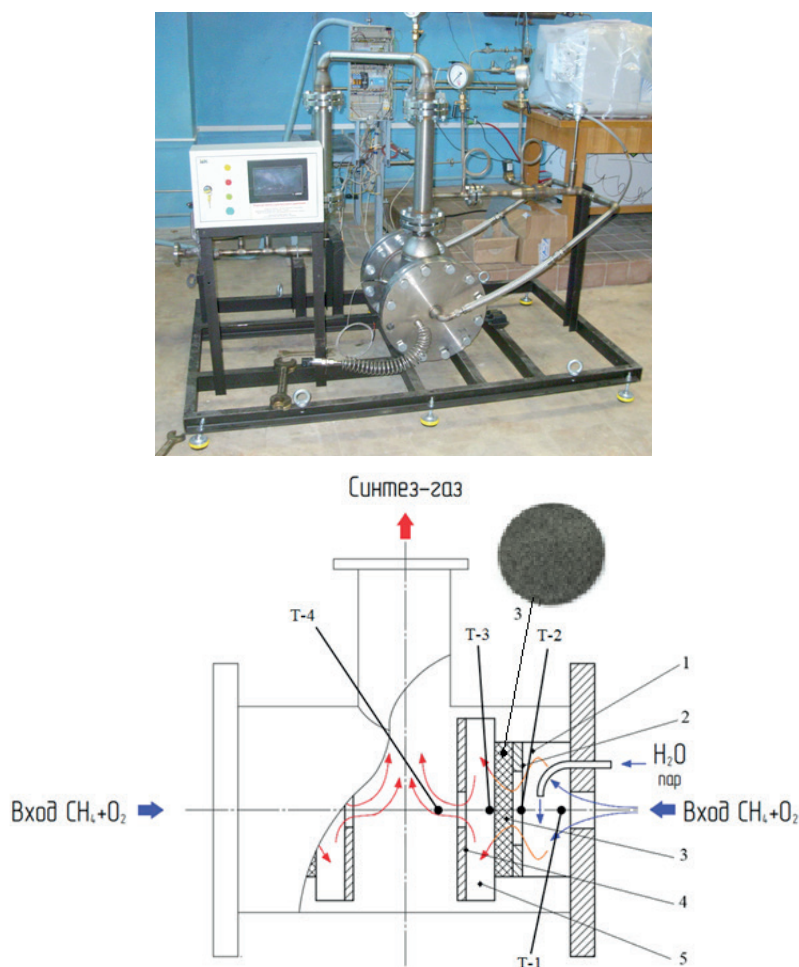 Синтез-газ
3
T-4
T-3
T-2
1
2
H₂O
пар
Вход CH₄+O₂
Вход CH₄+O₂
3
4
5
T-1